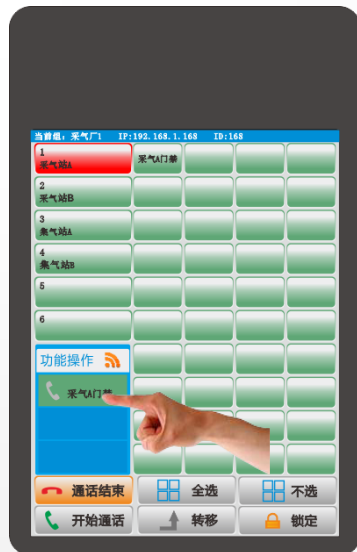 当前组: 采气厂1 IP:192.168.1.168 ID:168
1
采气站A
采气A门禁
2
采气站B
3
集气站A
4
集气站B
5
6
功能操作
采气A门禁
通话结束
全选
不选
开始通话
转移
锁定